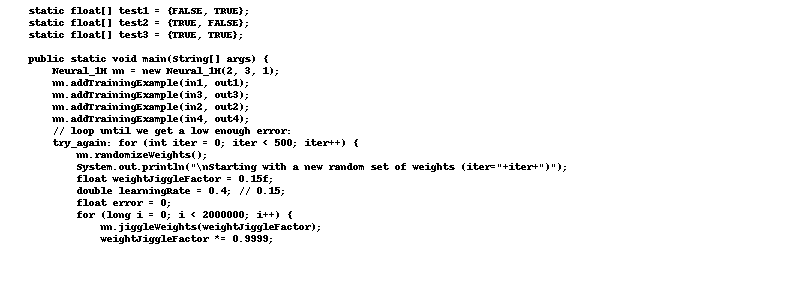 static float[] test1 = {FALSE, TRUE};
static float[] test2 = {TRUE, FALSE};
static float[] test3 = {TRUE, TRUE};
public static void main(String[] args) {
Neural_1H nn = new Neural_1H(2, 3, 1);
nn.addTrainingExample(in1, out1);
nn.addTrainingExample(in3, out3);
nn.addTrainingExample(in2, out2);
nn.addTrainingExample(in4, out4);
// loop until we get a low enough error:
try_again: for (int iter = 0; iter < 500; iter++) {
nn.randomizeWeights();
System.out.println("\nStarting with a new random set of weights (iter="+iter+")");
float weightJiggleFactor = 0.15f;
double learningRate = 0.4; // 0.15;
float error = 0;
for (long i = 0; i < 2000000; i++) {
nn.jiggleWeights(weightJiggleFactor);
weightJiggleFactor *= 0.9999;